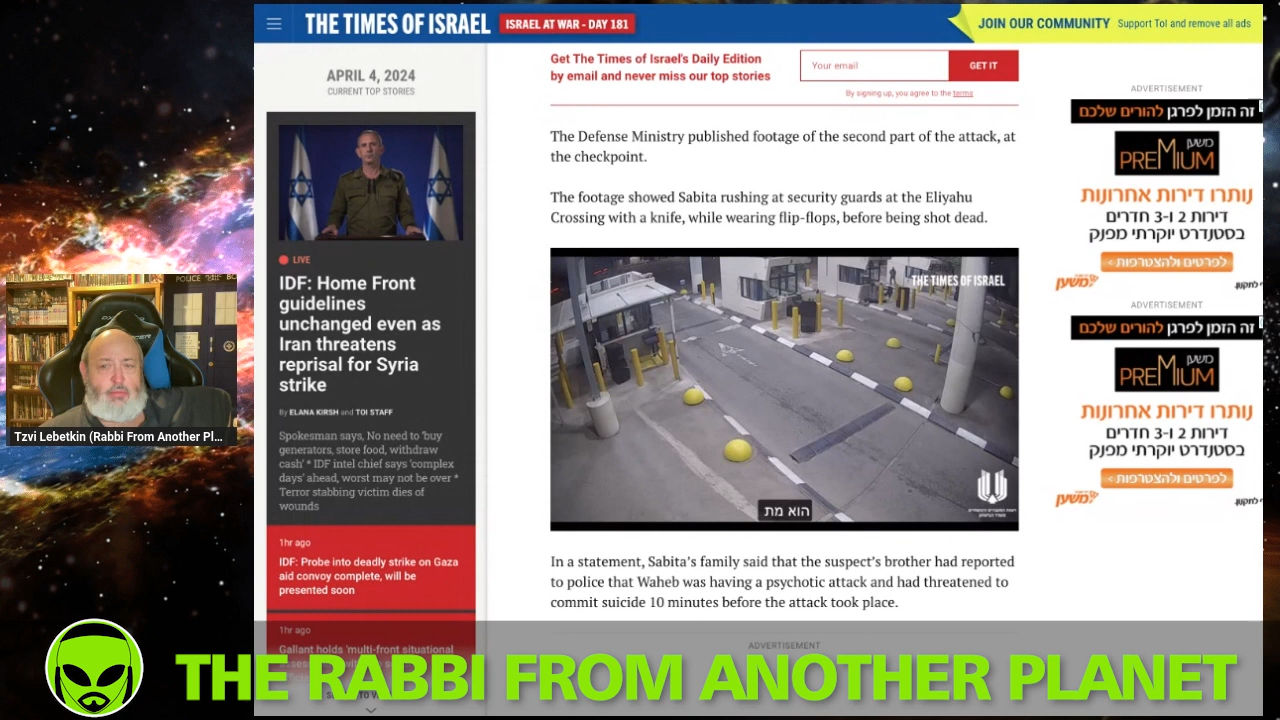 THE TIMES OF ISRAEL
ISRAEL AT WAR - DAY 181
JOIN OUR COMMUNITY Support ToI and remove all ads
APRIL 4, 2024
CURRENT TOP STORIES
LIVE
IDF: Home Front
guidelines
unchanged even as
Iran threatens
reprisal for Syria
strike
By ELANA KIRSH and TOI STAFF
Spokesman says, No need to 'buy
generators, store food, withdraw
cash' * IDF intel chief says 'complex
days' ahead, worst may not be over *
Terror stabbing victim dies of
wounds
1hr ago
IDF: Probe into deadly strike on Gaza
aid convoy complete, will be
presented soon
1hr ago
Gallant holds 'multi-front situational
Get The Times of Israel's Daily Edition
by email and never miss our top stories
Your email
GET IT
By signing up, you agree to the terms
The Defense Ministry published footage of the second part of the attack, at
the checkpoint.
The footage showed Sabita rushing at security guards at the Eliyahu
Crossing with a knife, while wearing flip-flops, before being shot dead.
THE TIMES OF ISRAEL
הוא מת
In a statement, Sabita's family said that the suspect's brother had reported
to police that Waheb was having a psychotic attack and had threatened to
commit suicide 10 minutes before the attack took place.
ADVERTISEMENT
ADVERTISEMENT
זה הזמן לפרגן להורים שלכם
משען
PREMIUM
נותרו דירות אחרונות
דירות 2 ו-3 חדרים
בסטנדרט יוקרתי מפנק
לפרטים ולהצטרפות >
משען
ADVERTISEMENT
זה הזמן לפרגן להורים שלכם
משען
PREMIUM
נותרו דירות אחרונות
דירות 2 ו-3 חדרים
בסטנדרט יוקרתי מפנק
לפרטים ולהצטרפות >
משען
POLICE
Tzvi Lebetkin (Rabbi From Another Pl...
THE RABBI FROM ANOTHER PLANET